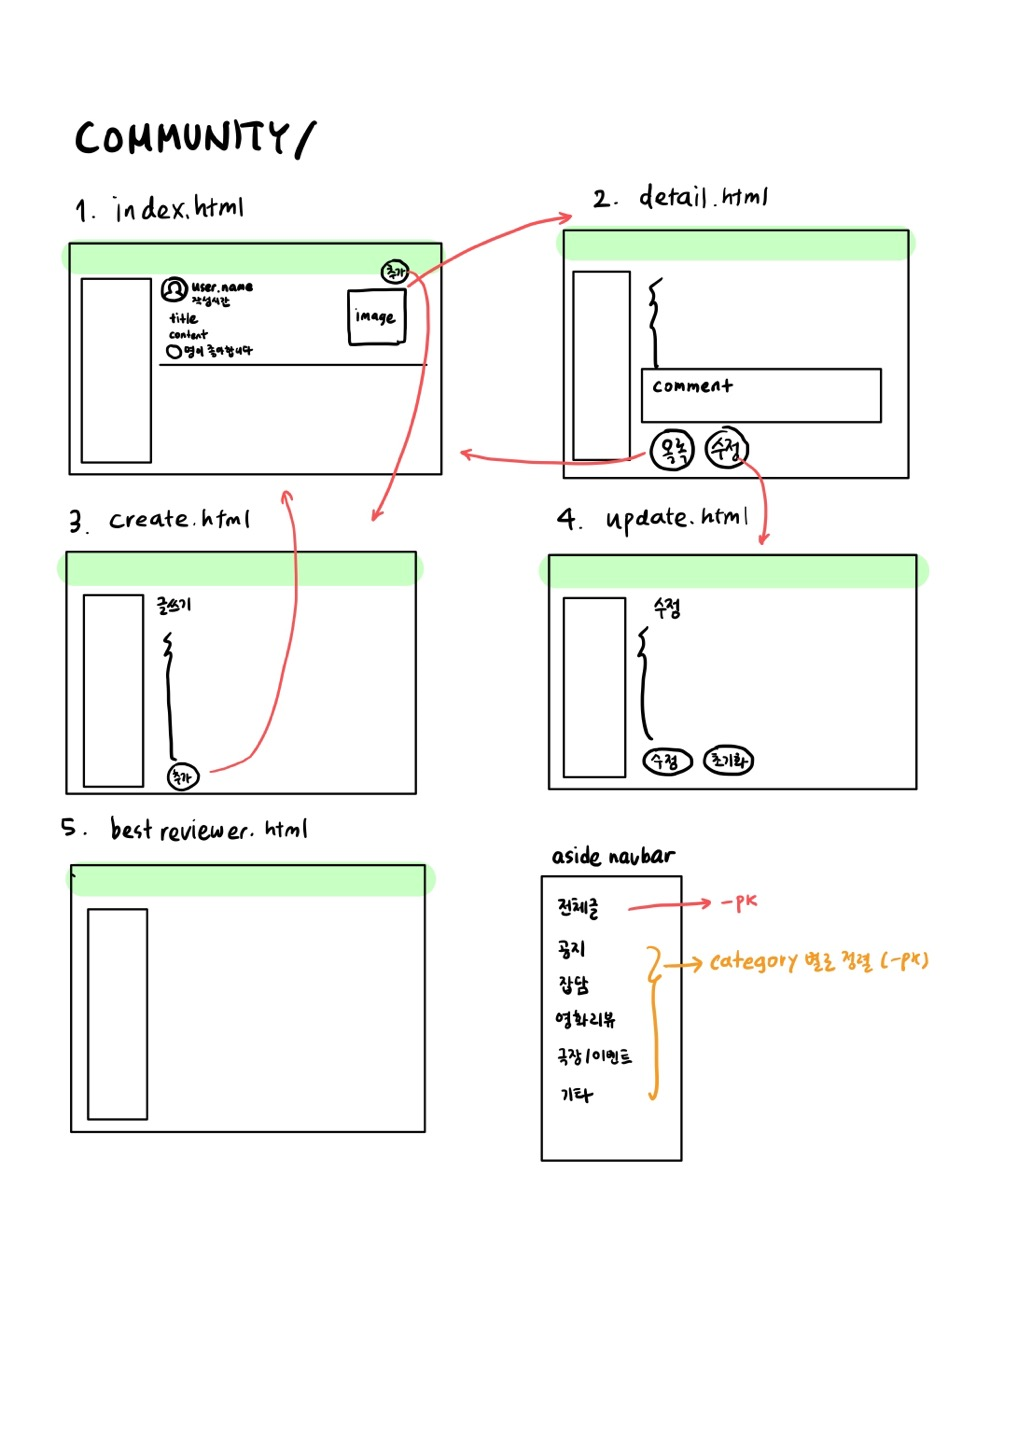 COMMUNITY/
1. index.html
추가
user.name
작성시간
title
content
○명이 좋아합니다
image
2. detail.html
comment
목록
수정
3. create.html
글쓰기
추가
4. update.html
수정
수정
초기화
5. best reviewer.html
aside navbar
전체글
-pk
공지
잡담
영화리뷰
극장/이벤트
기타
category 별로 정렬 (-pk)